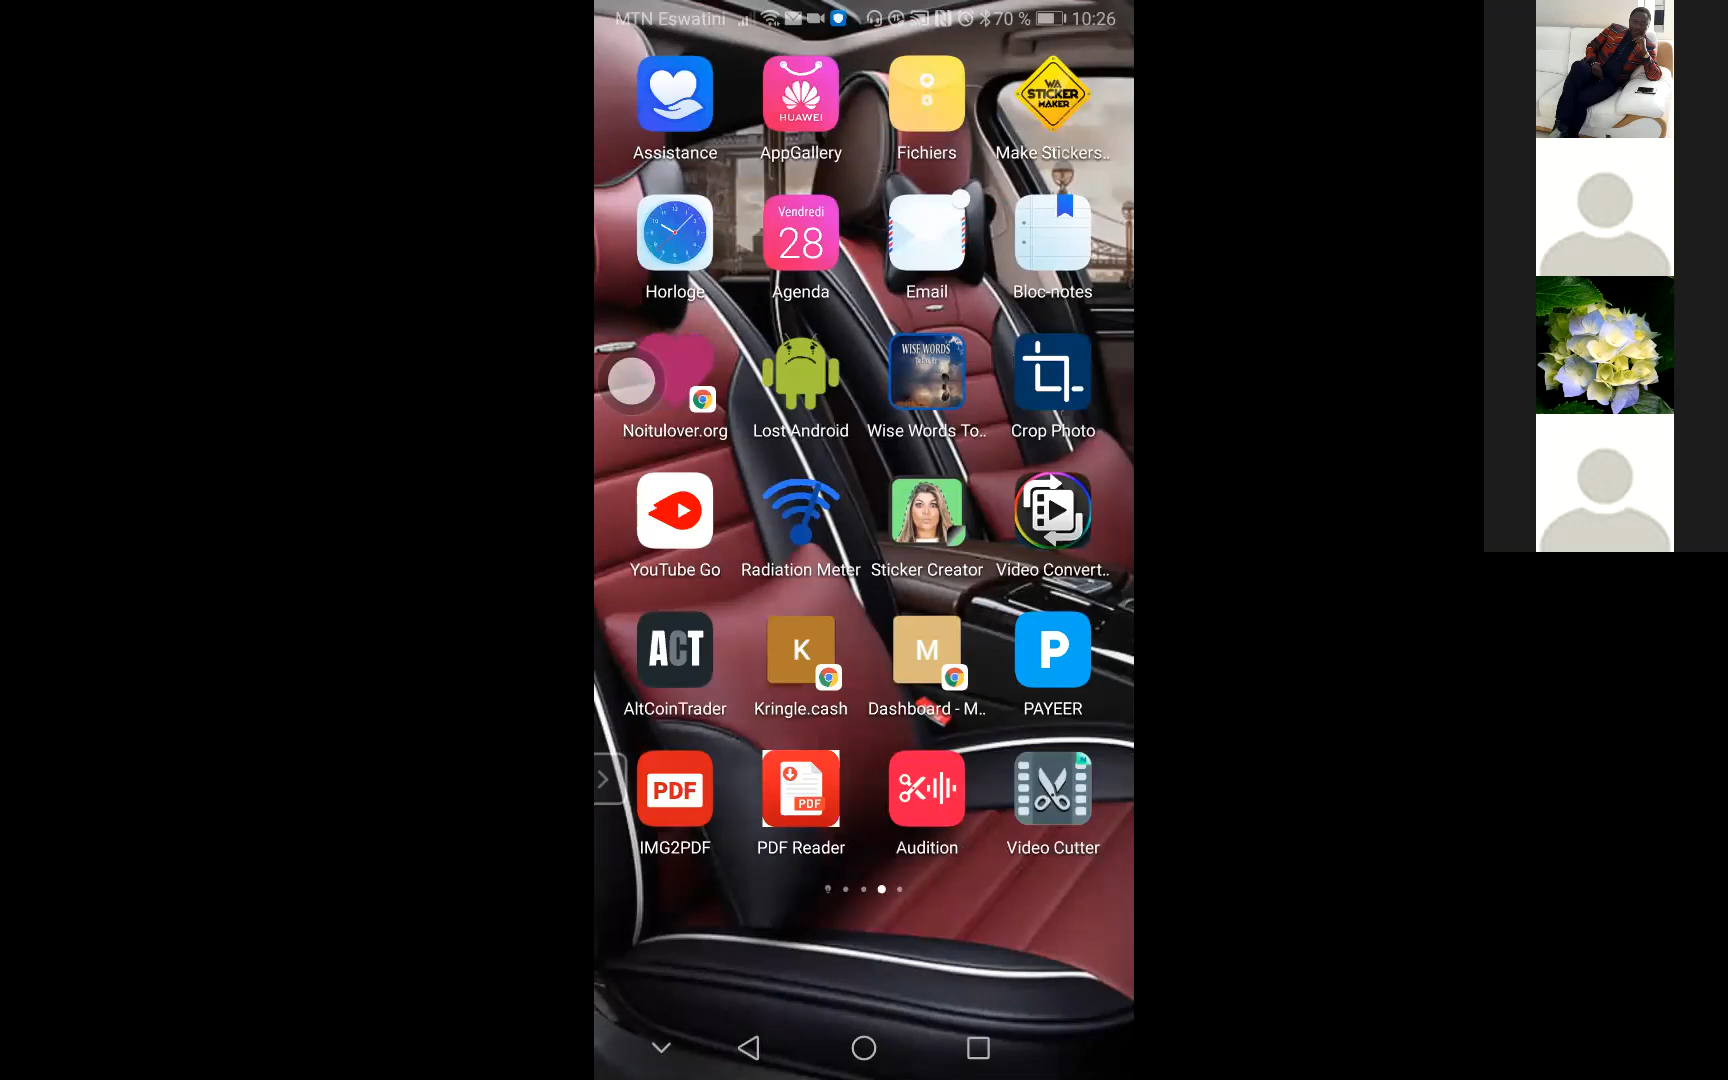 MTN Eswatini 70 % 10:26
HUAWEI
WA
STICKER
MAKER
Assistance AppGallery Fichiers Make Stickers..
Vendredi
28
Horloge Agenda Email Bloc-notes
WISE WORDS
Noitulover.org Lost Android Wise Words To.. Crop Photo
YouTube Go Radiation Meter Sticker Creator Video Convert..
ACT K M P
AltCoinTrader Kringle.cash Dashboard - M.. PAYEER
PDF PDF
IMG2PDF PDF Reader Audition Video Cutter